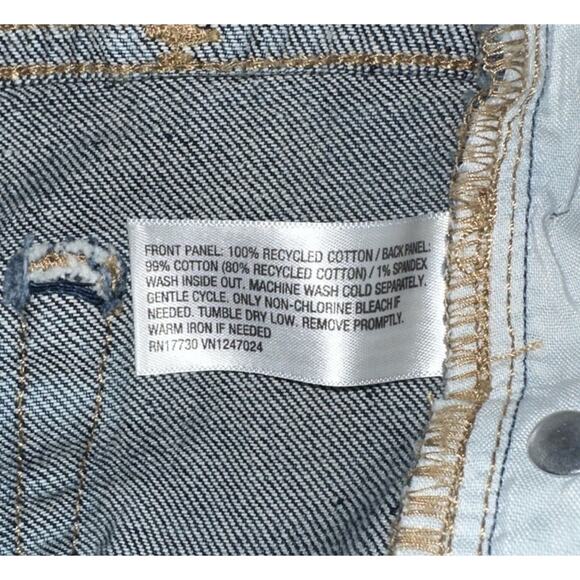 FRONT PANEL: 100% RECYCLED COTTON / BACK PANEL:
99% COTTON (80% RECYCLED COTTON) / 1% SPANDEX
WASH INSIDE OUT. MACHINE WASH COLD SEPARATELY,
GENTLE CYCLE. ONLY NON-CHLORINE BLEACH IF
NEEDED. TUMBLE DRY LOW. REMOVE PROMPTLY.
WARM IRON IF NEEDED
RN17730 VN1247024